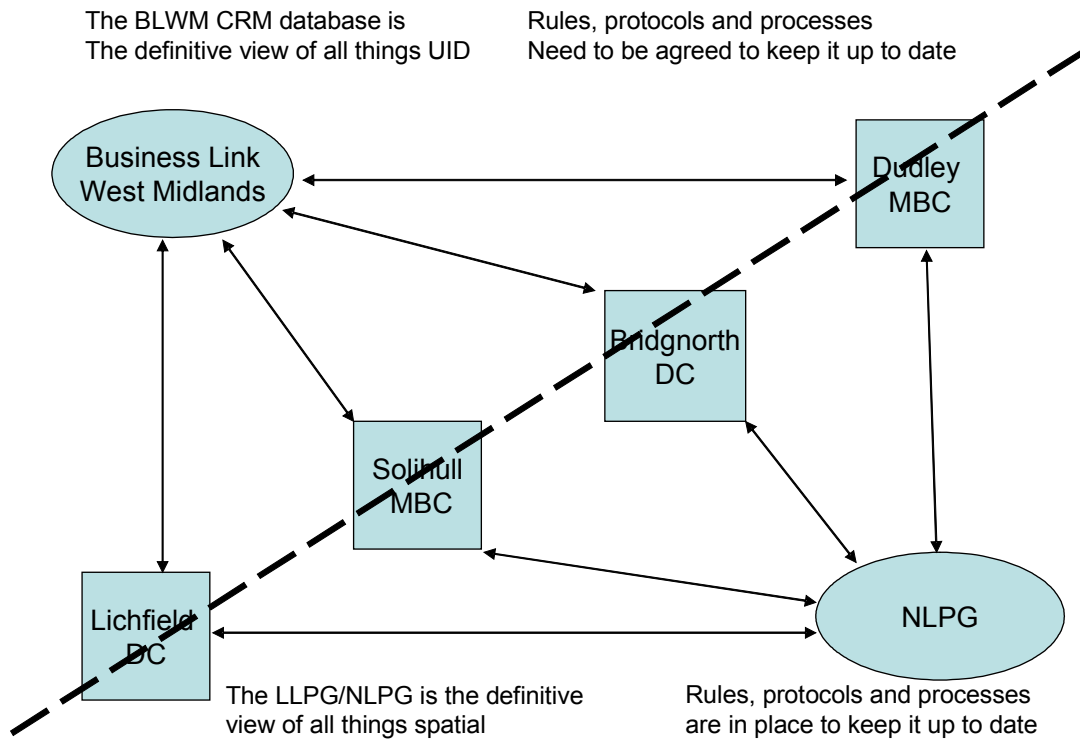 The BLWM CRM database is
The definitive view of all things UID
Rules, protocols and processes
Need to be agreed to keep it up to date
Business Link
West Midlands
Dudley
MBC
Bridgnorth
DC
Solihull
MBC
Lichfield
DC
NLPG
The LLPG/NLPG is the definitive
view of all things spatial
Rules, protocols and processes
are in place to keep it up to date